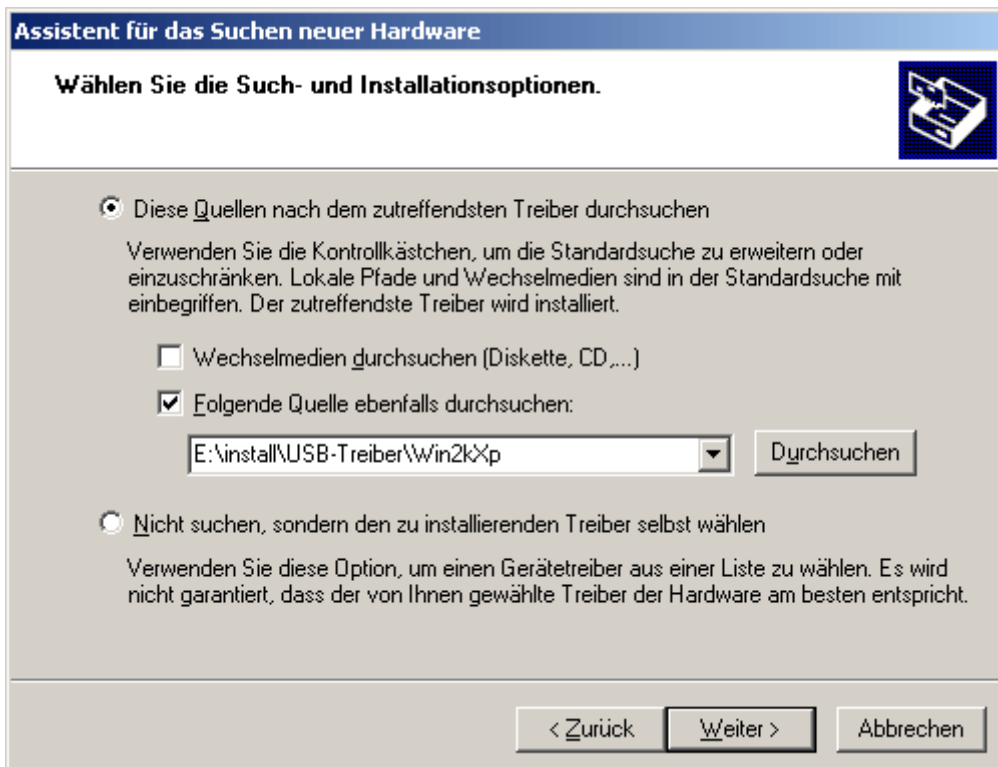 Assistent für das Suchen neuer Hardware
Wählen Sie die Such- und Installationsoptionen.
Diese Quellen nach dem zutreffendsten Treiber durchsuchen
Verwenden Sie die Kontrollkästchen, um die Standardsuche zu erweitern oder
einzuschränken. Lokale Pfade und Wechselmedien sind in der Standardsuche mit
einbegriffen. Der zutreffendste Treiber wird installiert.
Wechselmedien durchsuchen (Diskette, CD,...)
Folgende Quelle ebenfalls durchsuchen:
E:\install\USB-Treiber\Win2kXp
Durchsuchen
Nicht suchen, sondern den zu installierenden Treiber selbst wählen
Verwenden Sie diese Option, um einen Gerätetreiber aus einer Liste zu wählen. Es wird
nicht garantiert, dass der von Ihnen gewählte Treiber der Hardware am besten entspricht.
< Zurück
Weiter >
Abbrechen